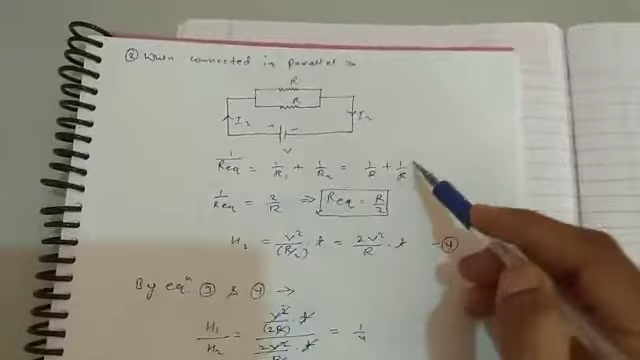 ② When connected in parallel ⇒
R
R
I₂ I₂
+ −
V
1/Req = 1/R₁ + 1/R₂ = 1/R + 1/R
1/Req = 2/R ⇒ Req = R/2
H₂ = V²/(R/2) . t = 2V²/R . t —④
By eqⁿ ③ & ④ →
H₁/H₂ = (V²/(2R) . t)/(2V²/R . t) = 1/4